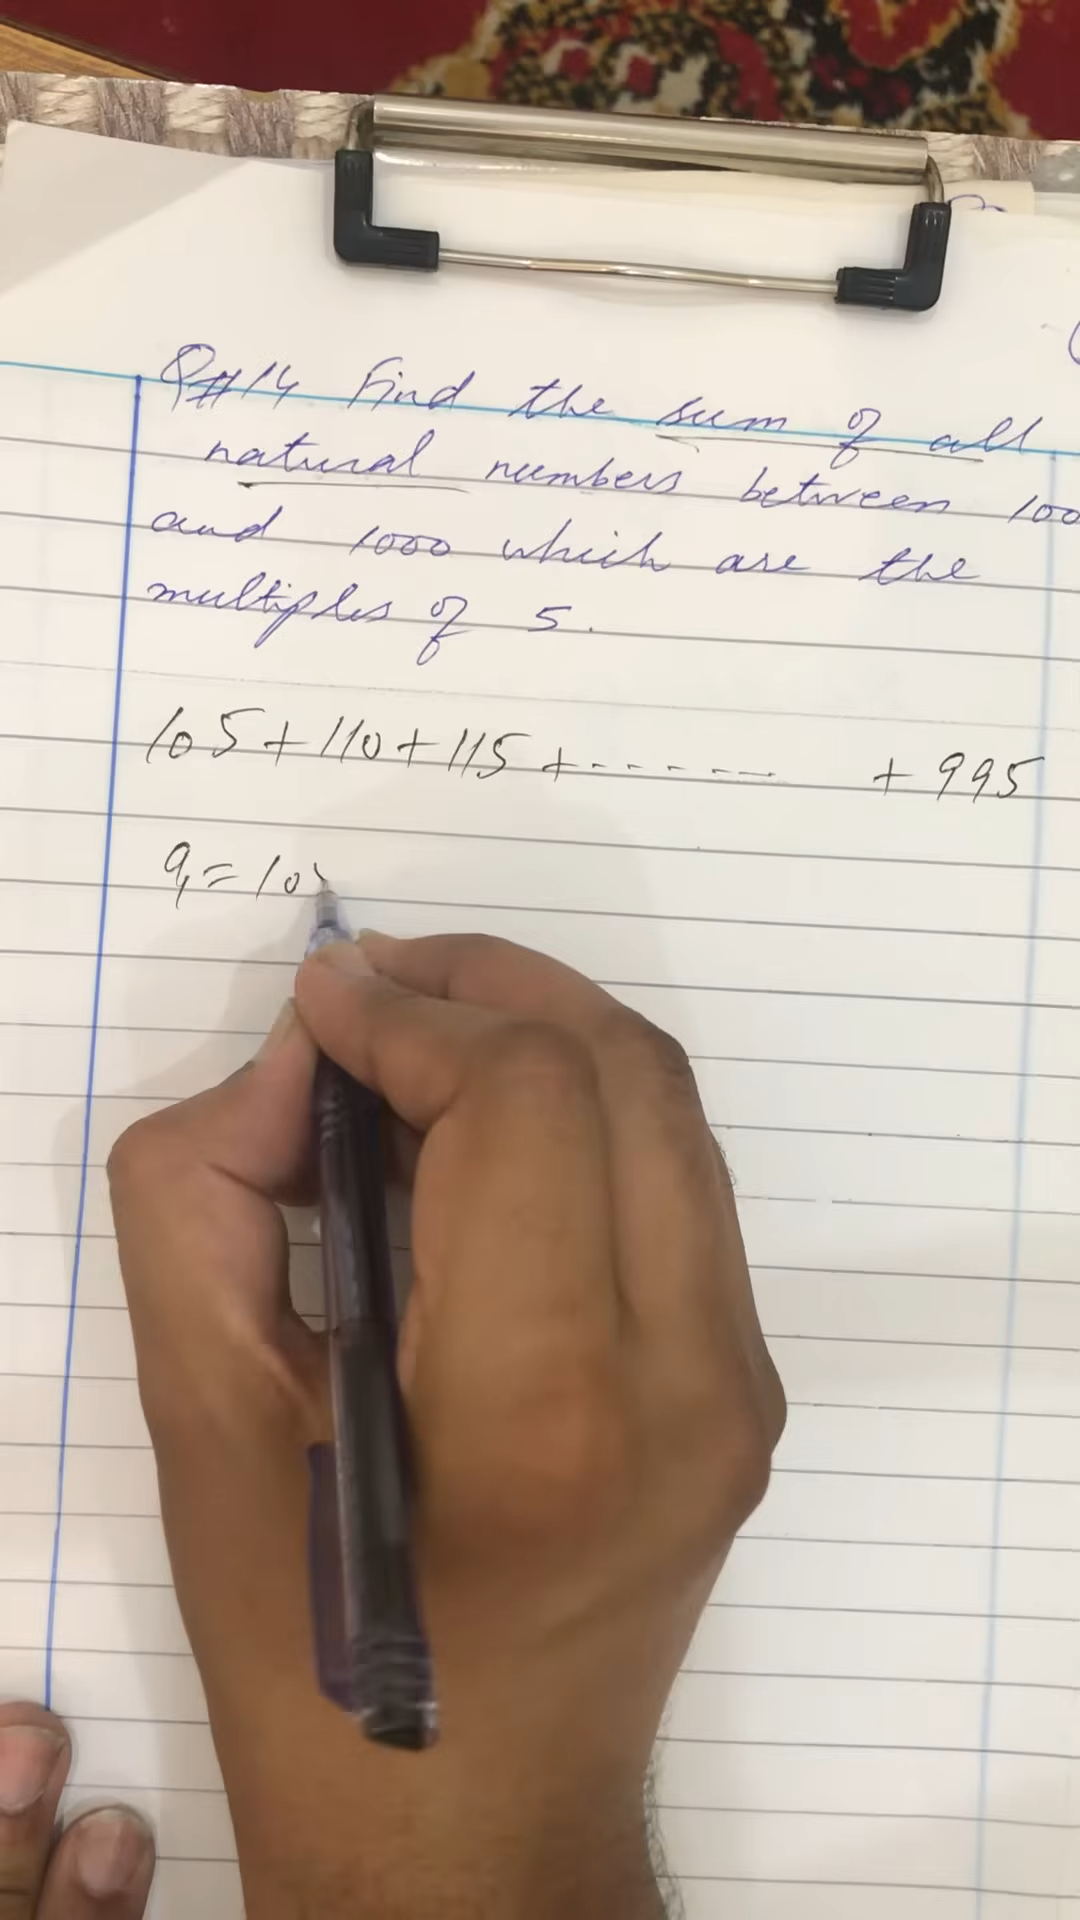 Q#14 Find the sum of all
natural numbers between 100
and 1000 which are the
multiples of 5.
105+110+115+------ +995
a₁=10